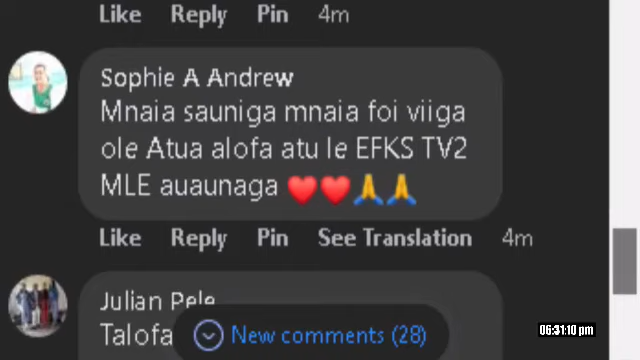 Like Reply Pin 4m
Sophie A Andrew
Mnaia sauniga mnaia foi viiga
ole Atua alofa atu le EFKS TV2
MLE auaunaga ❤️❤️🙏🙏
Like Reply Pin See Translation 4m
Julian Pele
Talofa
New comments (28)
06:31:10 pm